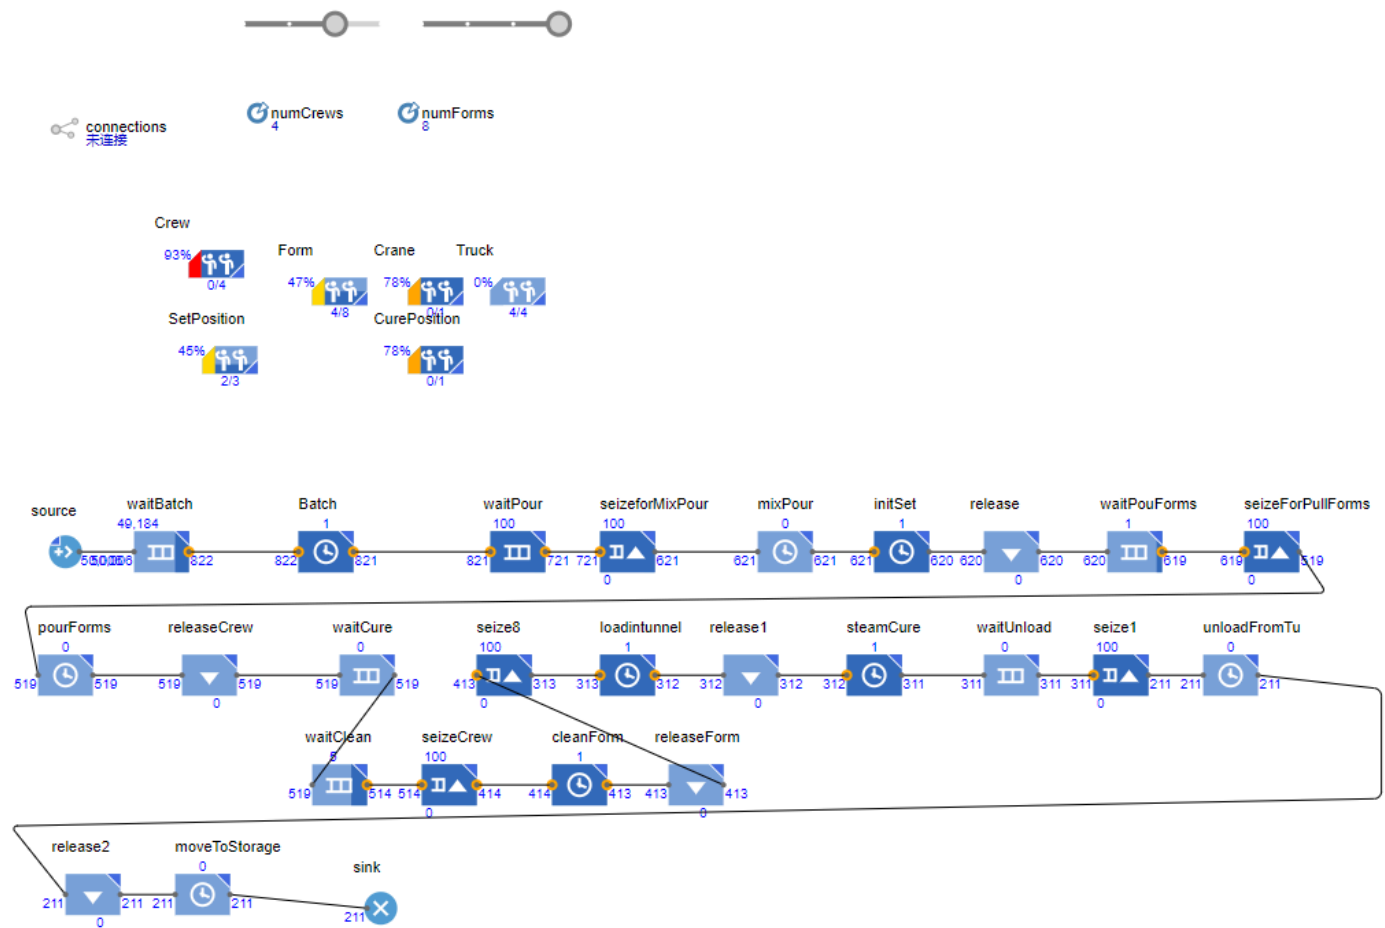 numCrews
4
numForms
8
connections
未连接
Crew
93%
0/4
Form
47%
4/8
Crane
78%
0/1
Truck
0%
4/4
SetPosition
45%
2/3
CurePosition
78%
0/1
source
waitBatch
49,184
822
Batch
1
822 821
waitPour
100
821 721
seizeforMixPour
100
721 621
0
mixPour
0
621 621
initSet
1
621 620
release
620 620
0
waitPouForms
1
620 619
seizeForPullForms
100
619 519
0
pourForms
0
519 519
releaseCrew
519 519
0
waitCure
0
519 519
seize8
100
413 313
0
loadintunnel
1
313 312
release1
312 312
0
steamCure
1
312 311
waitUnload
0
311 311
seize1
100
311 211
0
unloadFromTu
0
211 211
waitClean
5
519 514
seizeCrew
100
514 414
0
cleanForm
1
414 413
releaseForm
413 413
0
release2
211 211
0
moveToStorage
0
211 211
sink
211